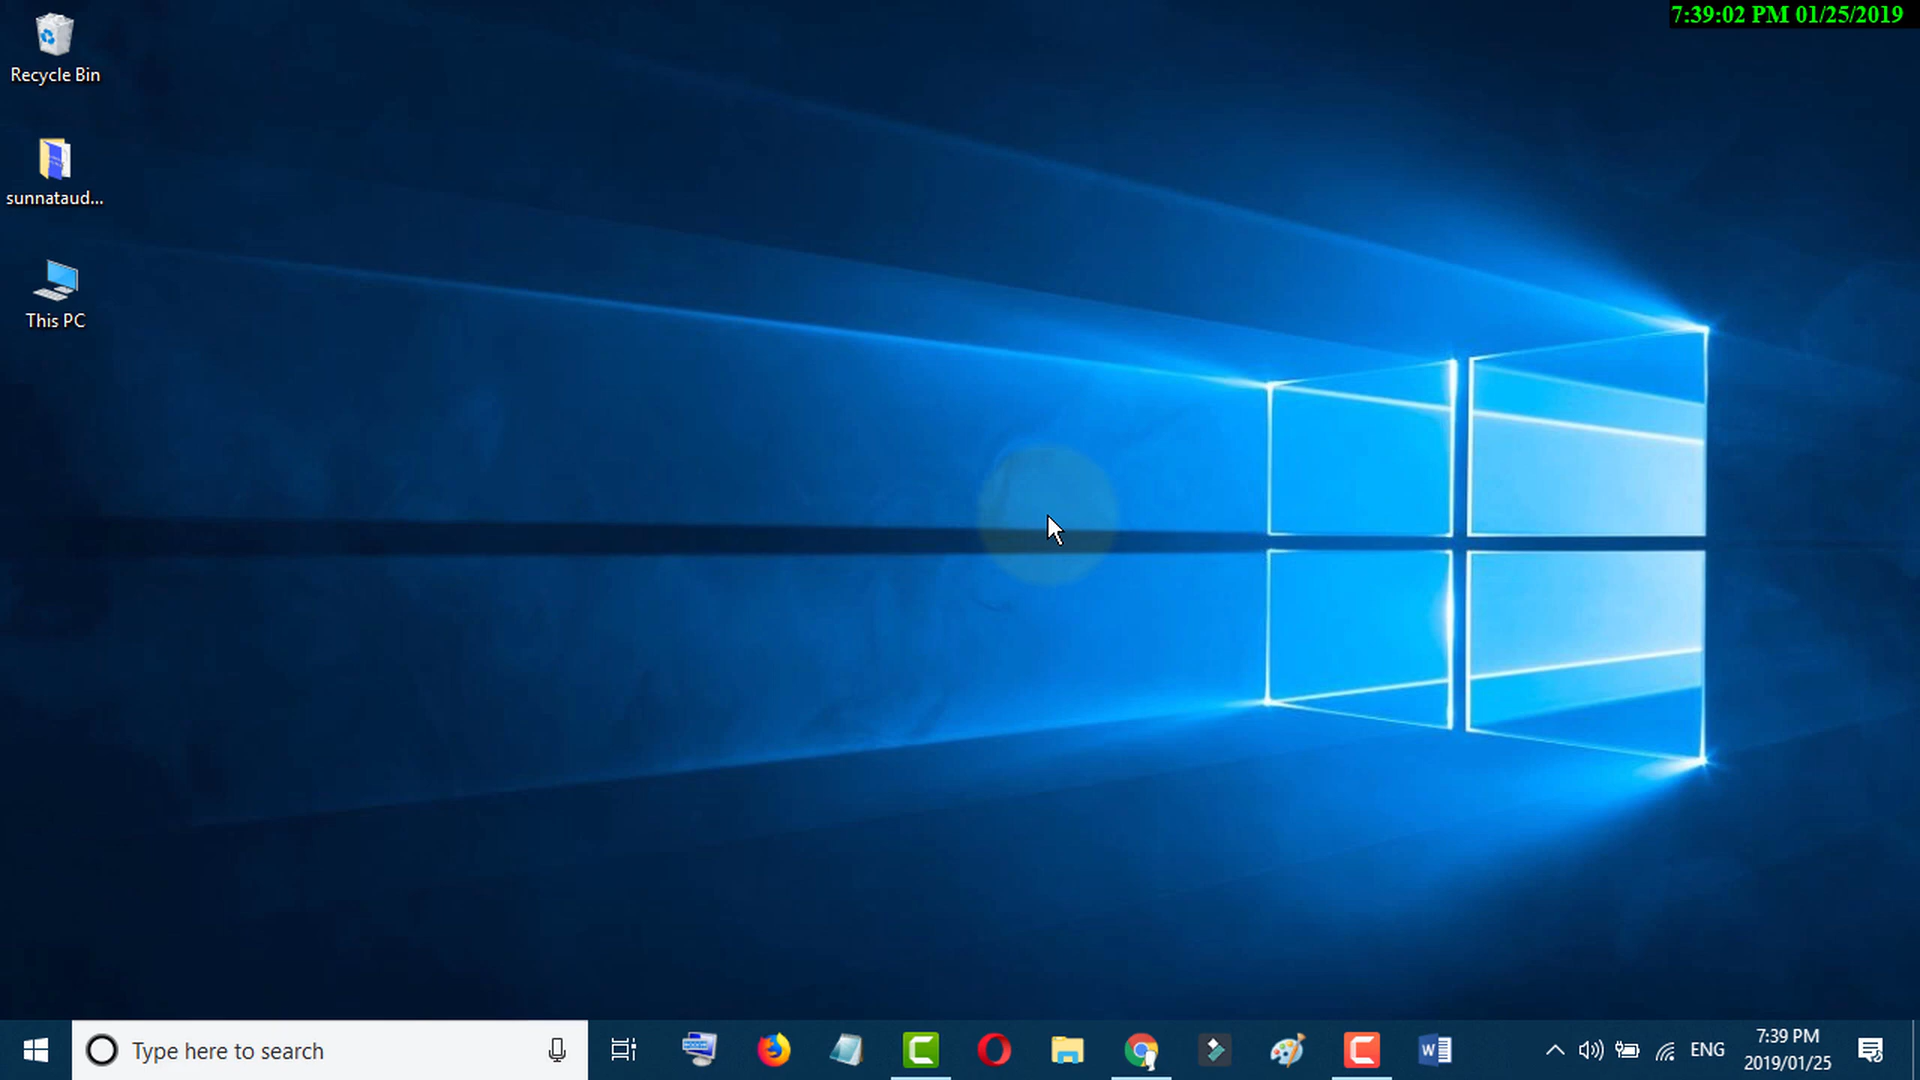 7:39:02 PM 01/25/2019
Recycle Bin
sunnataud...
This PC
Type here to search
ENG
7:39 PM
2019/01/25